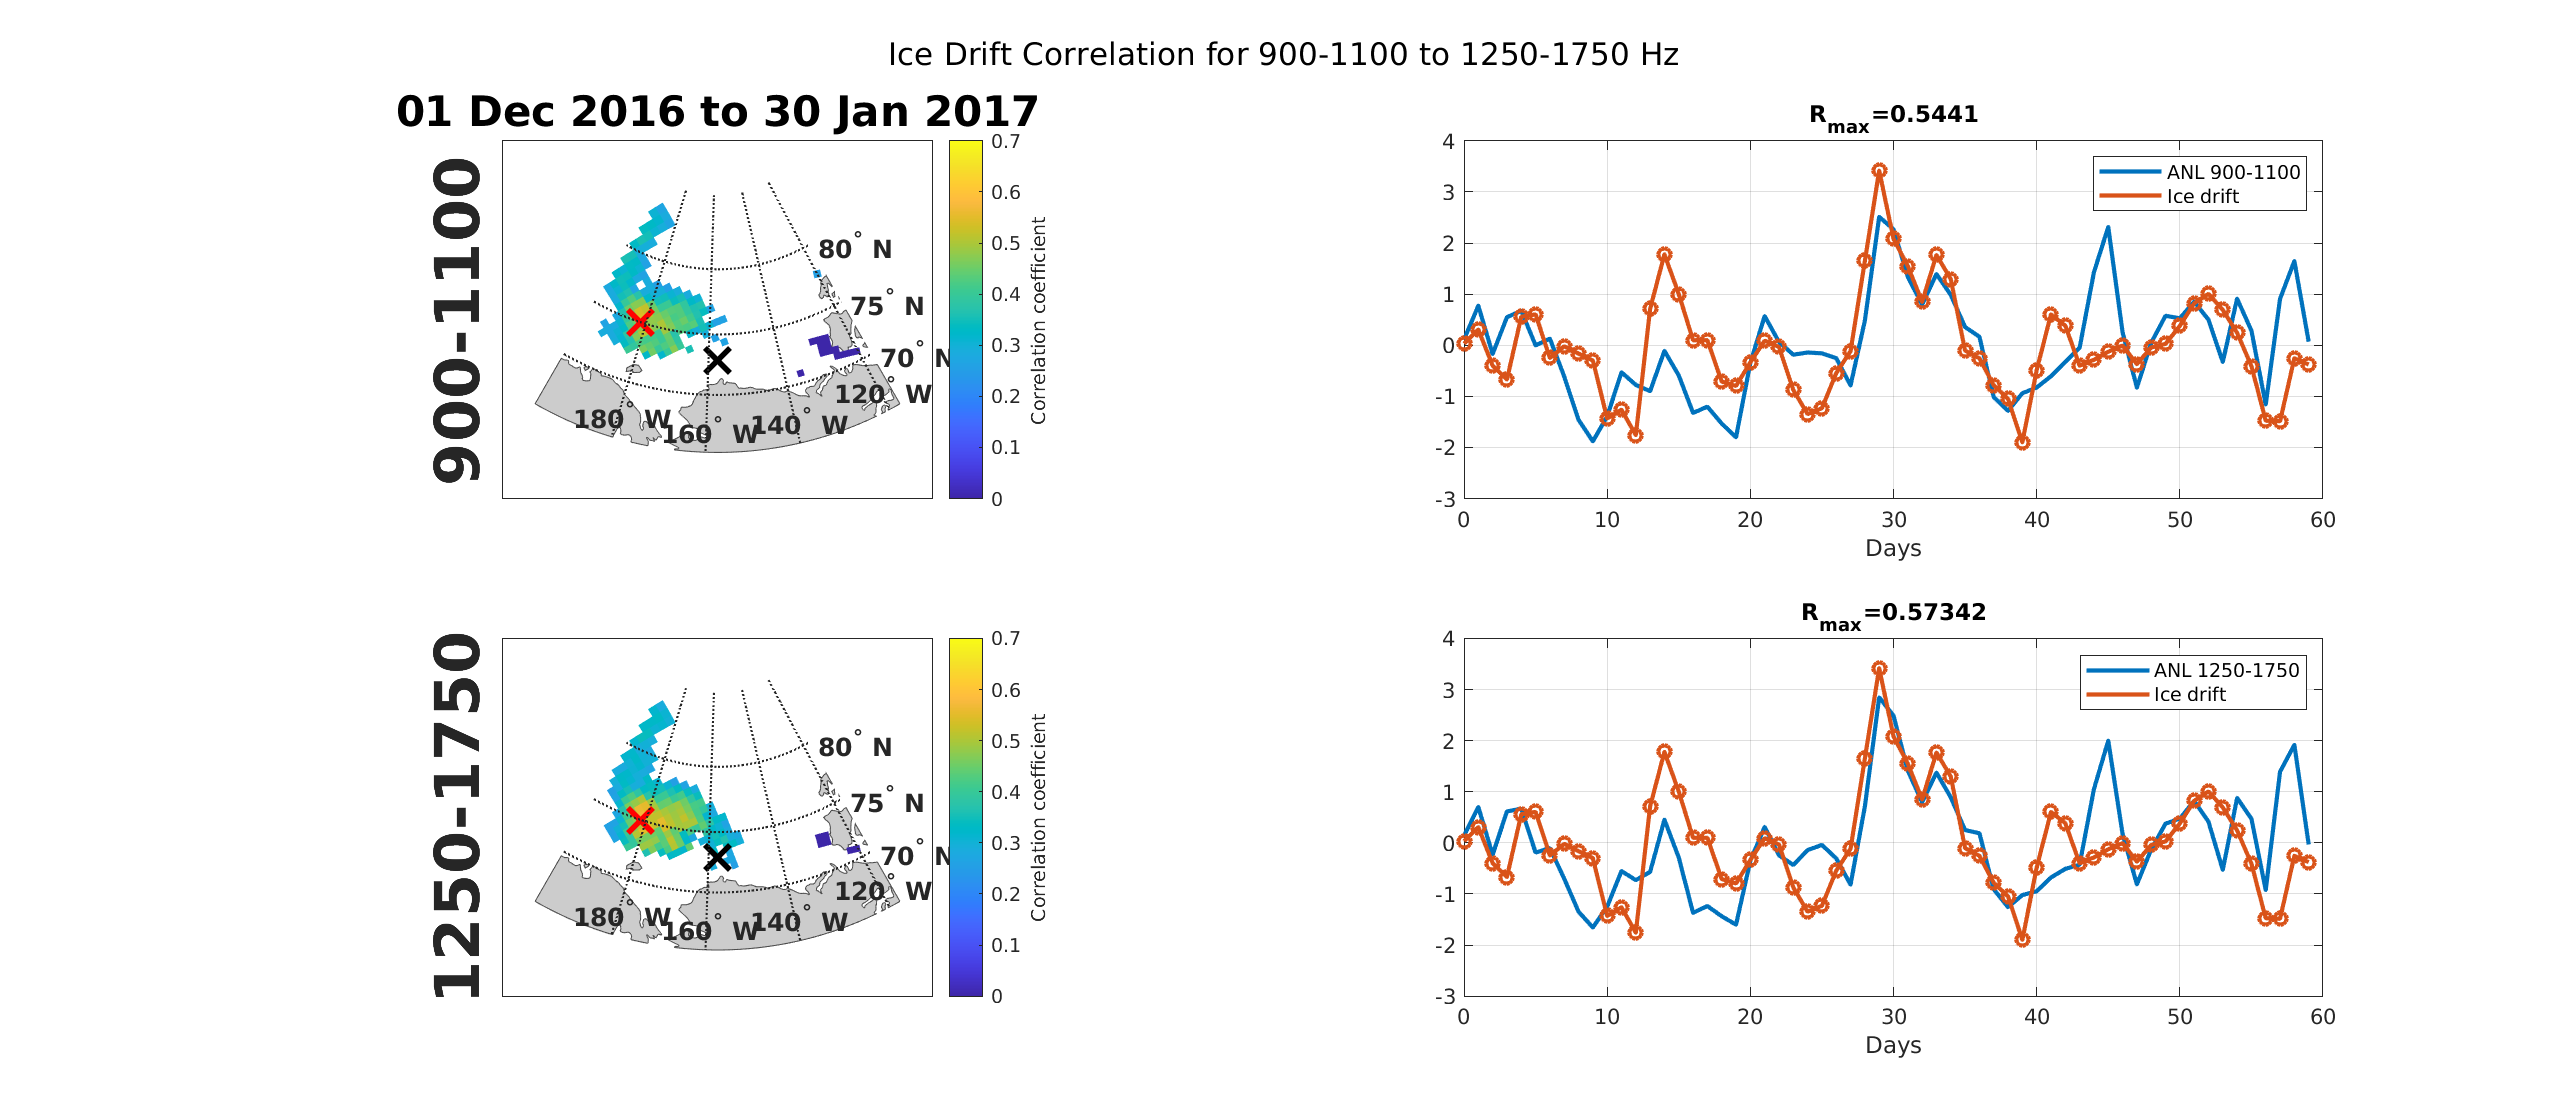 Ice Drift Correlation for 900-1100 to 1250-1750 Hz
01 Dec 2016 to 30 Jan 2017
900-1100
80° N
75° N
70° N
120° W
180° W
160° W
140° W
0.7
0.6
0.5
0.4
0.3
0.2
0.1
0
Correlation coefficient
Rmax=0.5441
4
3
2
1
0
-1
-2
-3
0 10 20 30 40 50 60
Days
ANL 900-1100
Ice drift
1250-1750
80° N
75° N
70° N
120° W
180° W
160° W
140° W
0.7
0.6
0.5
0.4
0.3
0.2
0.1
0
Correlation coefficient
Rmax=0.57342
4
3
2
1
0
-1
-2
-3
0 10 20 30 40 50 60
Days
ANL 1250-1750
Ice drift